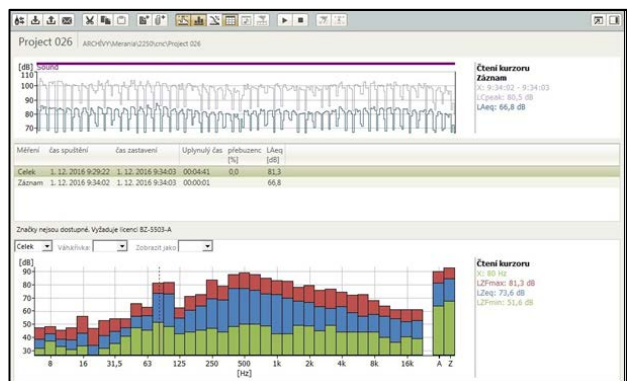 Project 026 ARCHÍVY\Merania\2250\cnc\Project 026
[dB] Sound
110
100
90
80
70
Čtení kurzoru
Záznam
X: 9:34:02 - 9:34:03
LCpeak: 80,5 dB
LAeq: 66,8 dB
Měření čas spuštění čas zastavení Uplynulý čas přebuzenc LAeq
[%] [dB]
Celek 1. 12. 2016 9:29:22 1. 12. 2016 9:34:03 00:04:41 0,0 81,3
Záznam 1. 12. 2016 9:34:02 1. 12. 2016 9:34:03 00:00:01 66,8
Značky nejsou dostupné. Vyžaduje licenci BZ-5503-A
Celek Váha/řivka: Zobrazit jako:
[dB]
90
80
70
60
50
40
30
8 16 31,5 63 125 250 500 1k 2k 4k 8k 16k A Z
[Hz]
Čtení kurzoru
X: 80 Hz
LZFmax: 81,3 dB
LZeq: 73,6 dB
LZFmin: 51,6 dB